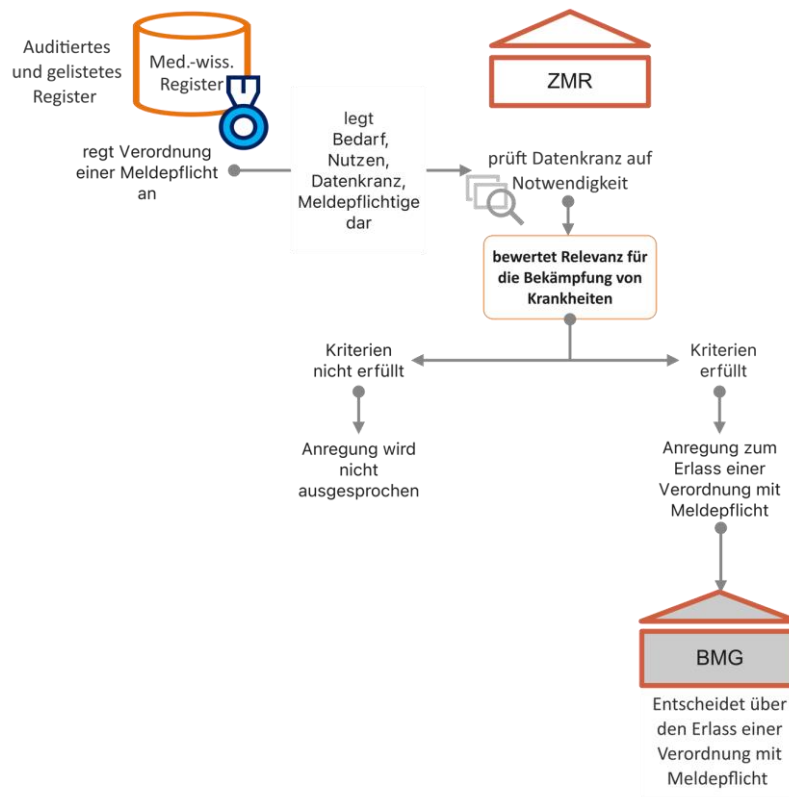 Auditiertes
und gelistetes
Register
Med.-wiss.
Register
ZMR
regt Verordnung
einer Meldepflicht
an
legt
Bedarf,
Nutzen,
Datenkranz,
Meldepflichtige
dar
prüft Datenkranz auf
Notwendigkeit
bewertet Relevanz für
die Bekämpfung von
Krankheiten
Kriterien
nicht erfüllt
Kriterien
erfüllt
Anregung wird
nicht
ausgesprochen
Anregung zum
Erlass einer
Verordnung mit
Meldepflicht
BMG
Entscheidet über
den Erlass einer
Verordnung mit
Meldepflicht